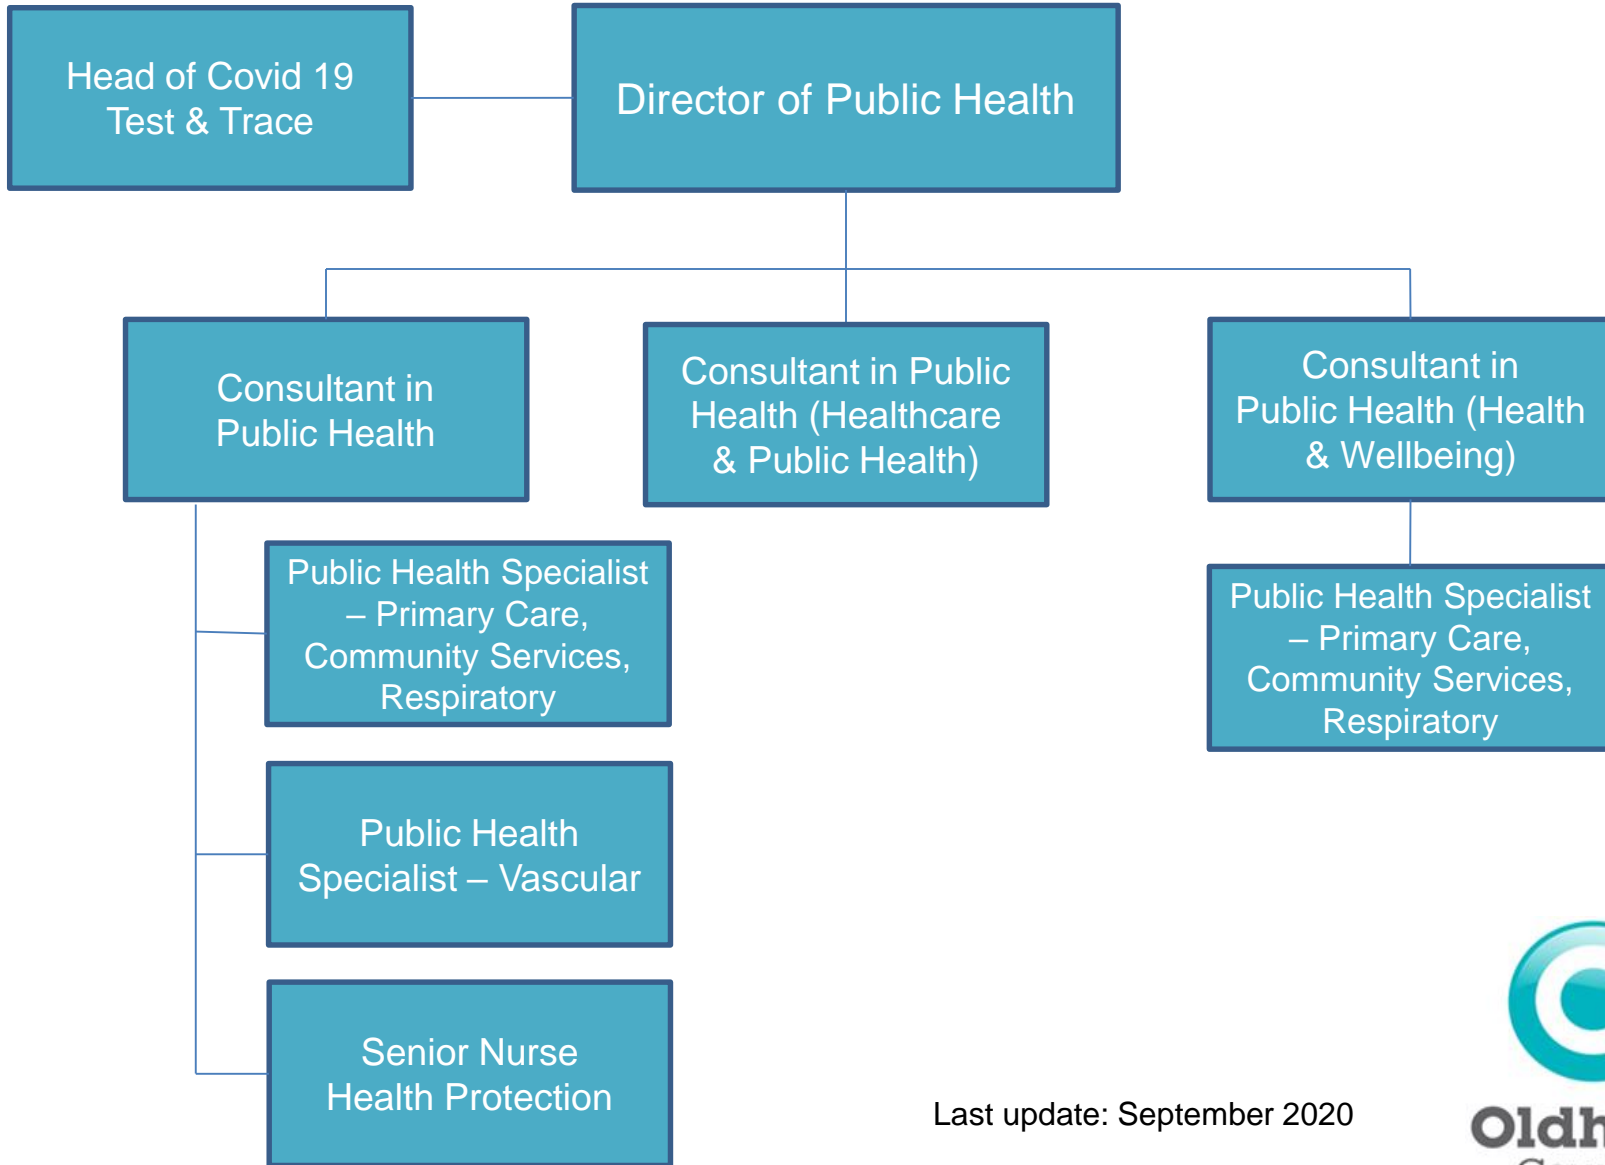 Head of Covid 19
Test & Trace
Director of Public Health
Consultant in
Public Health
Consultant in Public
Health (Healthcare
& Public Health)
Consultant in
Public Health (Health
& Wellbeing)
Public Health Specialist
– Primary Care,
Community Services,
Respiratory
Public Health Specialist
– Primary Care,
Community Services,
Respiratory
Public Health
Specialist – Vascular
Senior Nurse
Health Protection
Last update: September 2020